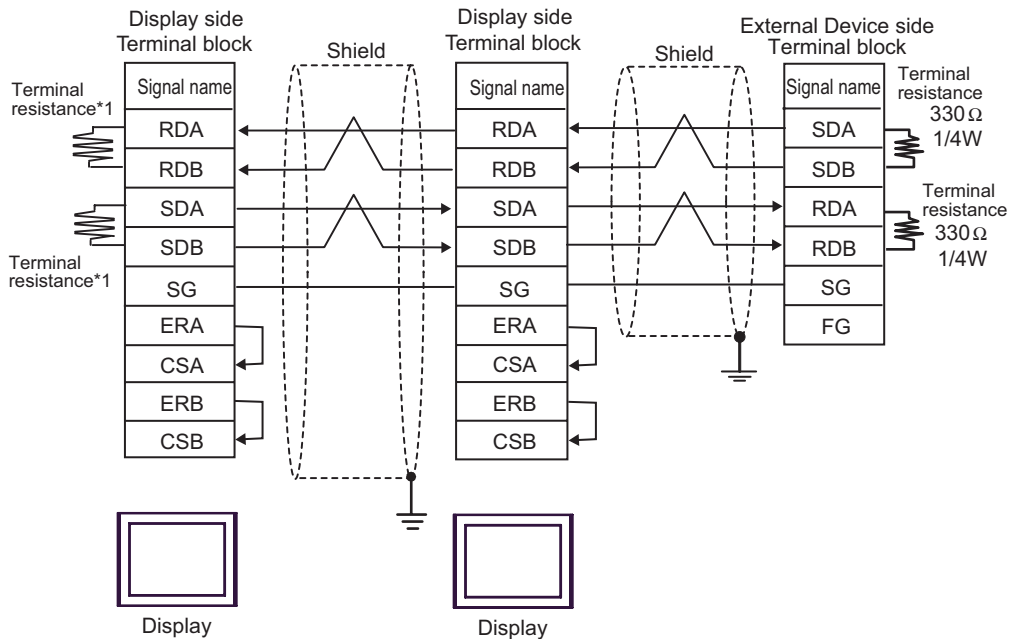 Display side
Terminal block
Display side
Terminal block
External Device side
Terminal block
Shield
Shield
Terminal
resistance*1
Terminal
resistance*1
Signal name
RDA
RDB
SDA
SDB
SG
ERA
CSA
ERB
CSB
Signal name
RDA
RDB
SDA
SDB
SG
ERA
CSA
ERB
CSB
Signal name
SDA
SDB
RDA
RDB
SG
FG
Terminal
resistance
330Ω
1/4W
Terminal
resistance
330Ω
1/4W
Display
Display